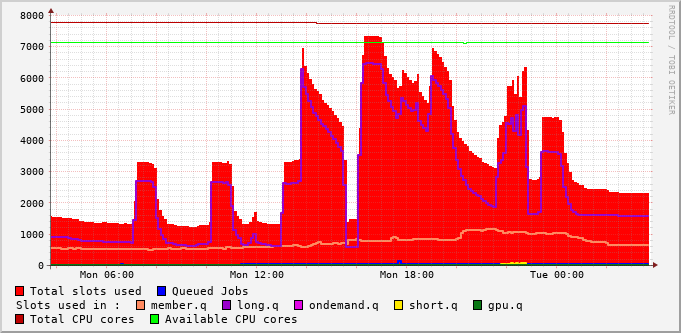 8000
7000
6000
5000
4000
3000
2000
1000
0
Mon 06:00 Mon 12:00 Mon 18:00 Tue 00:00
RRDTOOL / TOBI OETIKER
Total slots used Queued Jobs
Slots used in : member.q long.q ondemand.q short.q gpu.q
Total CPU cores Available CPU cores